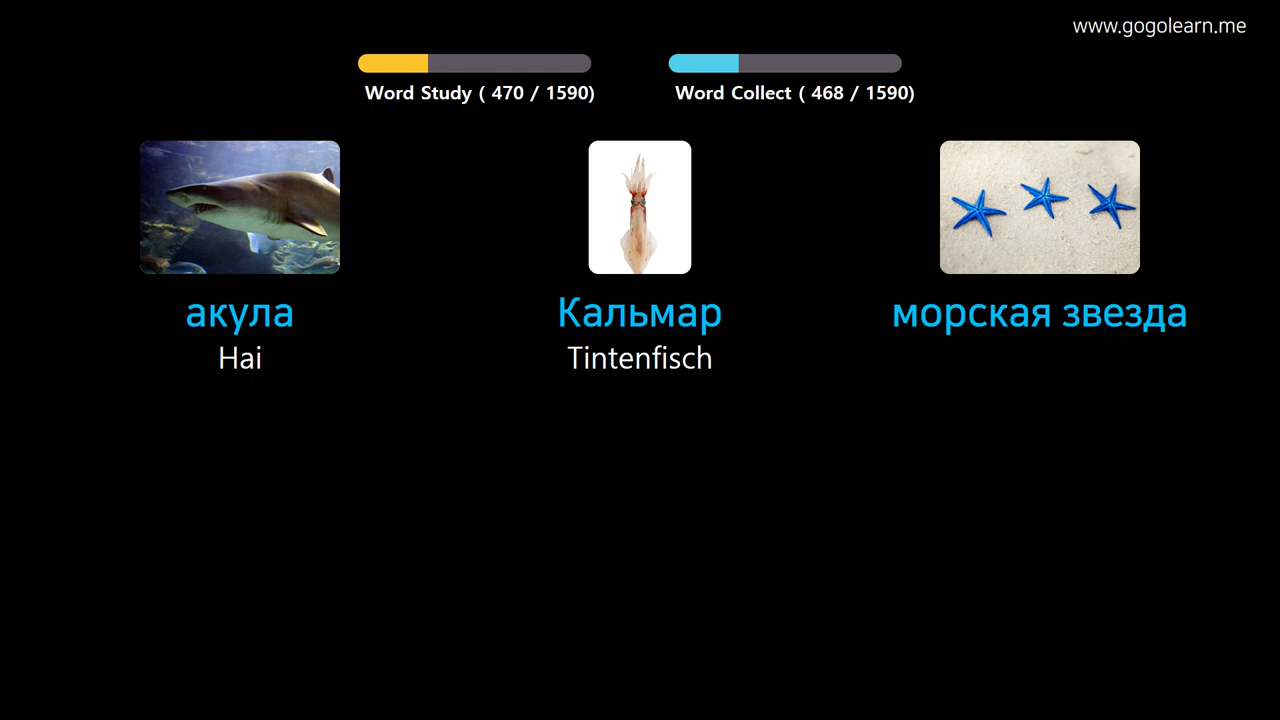 www.gogolearn.me
Word Study ( 470 / 1590)
Word Collect ( 468 / 1590)
акула
Hai
Кальмар
Tintenfisch
морская звезда